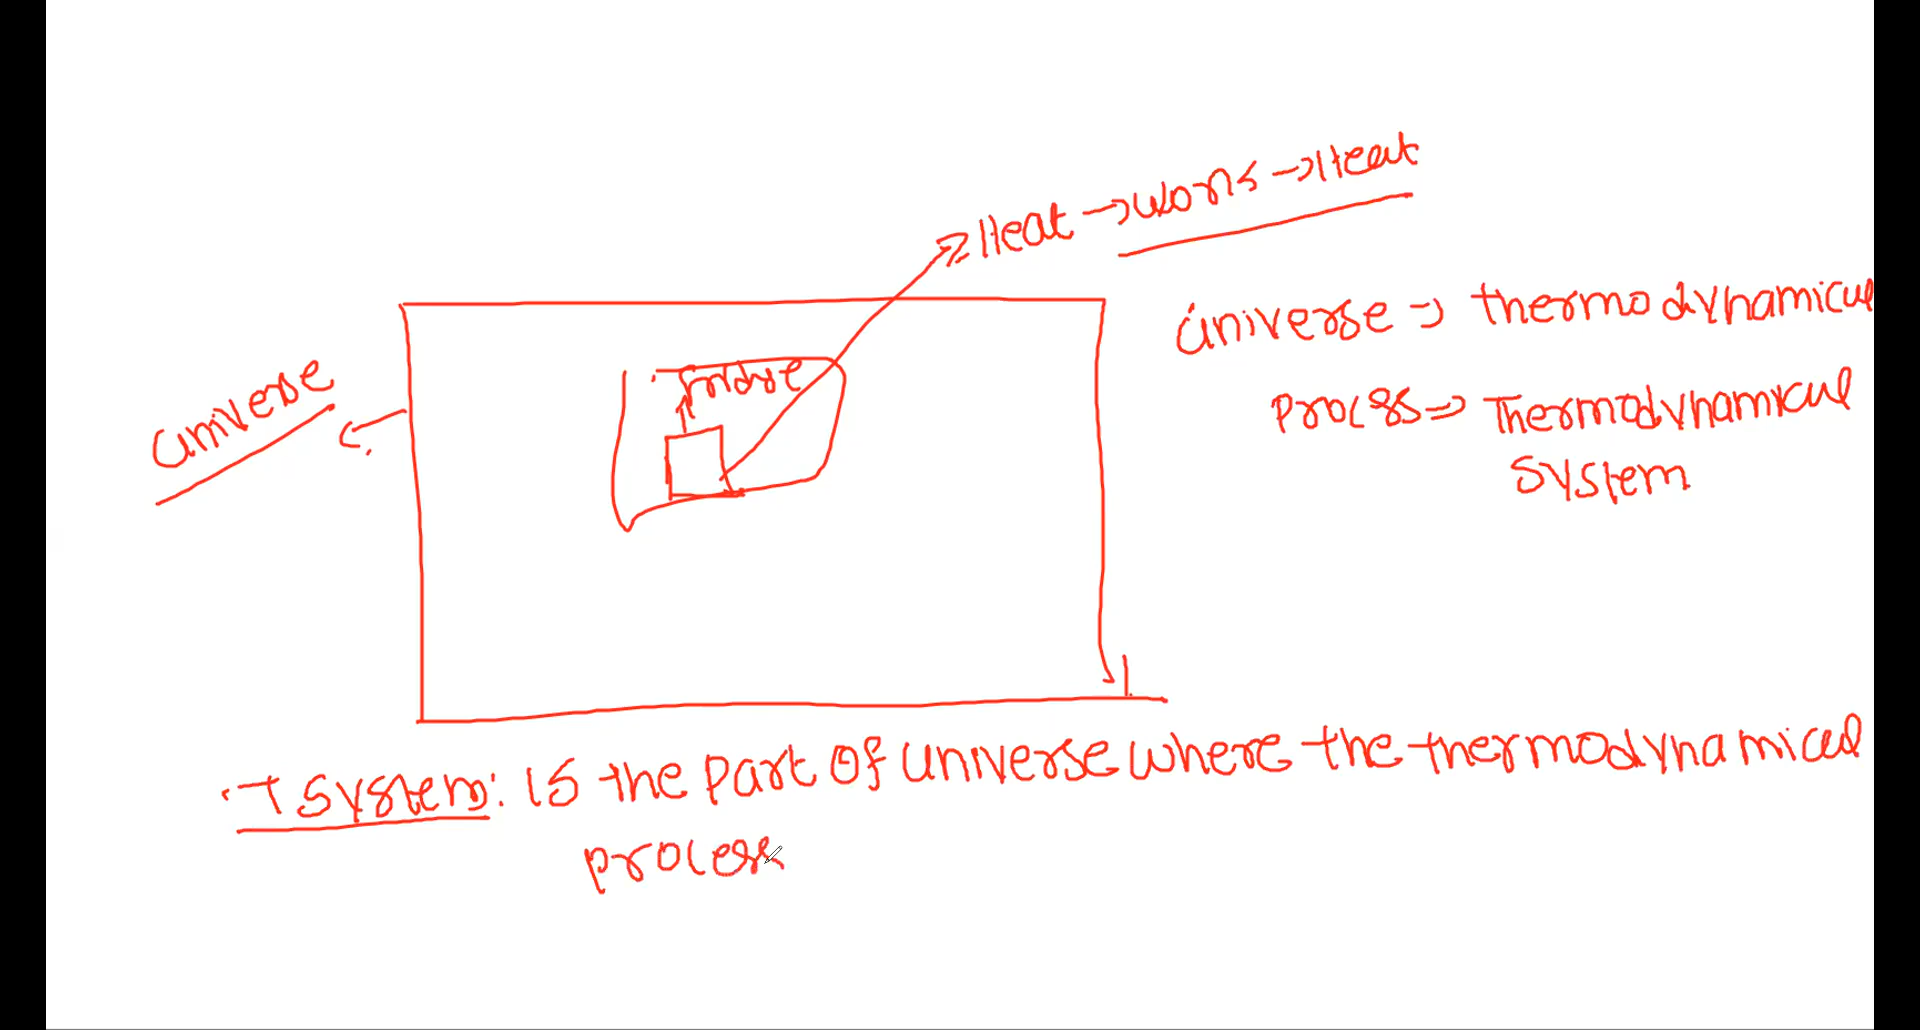 Heat → Work → Heat
universe → thermodynamical
process → Thermodynamical
system
universe
move
→ system: is the part of universe where the thermodynamical
process